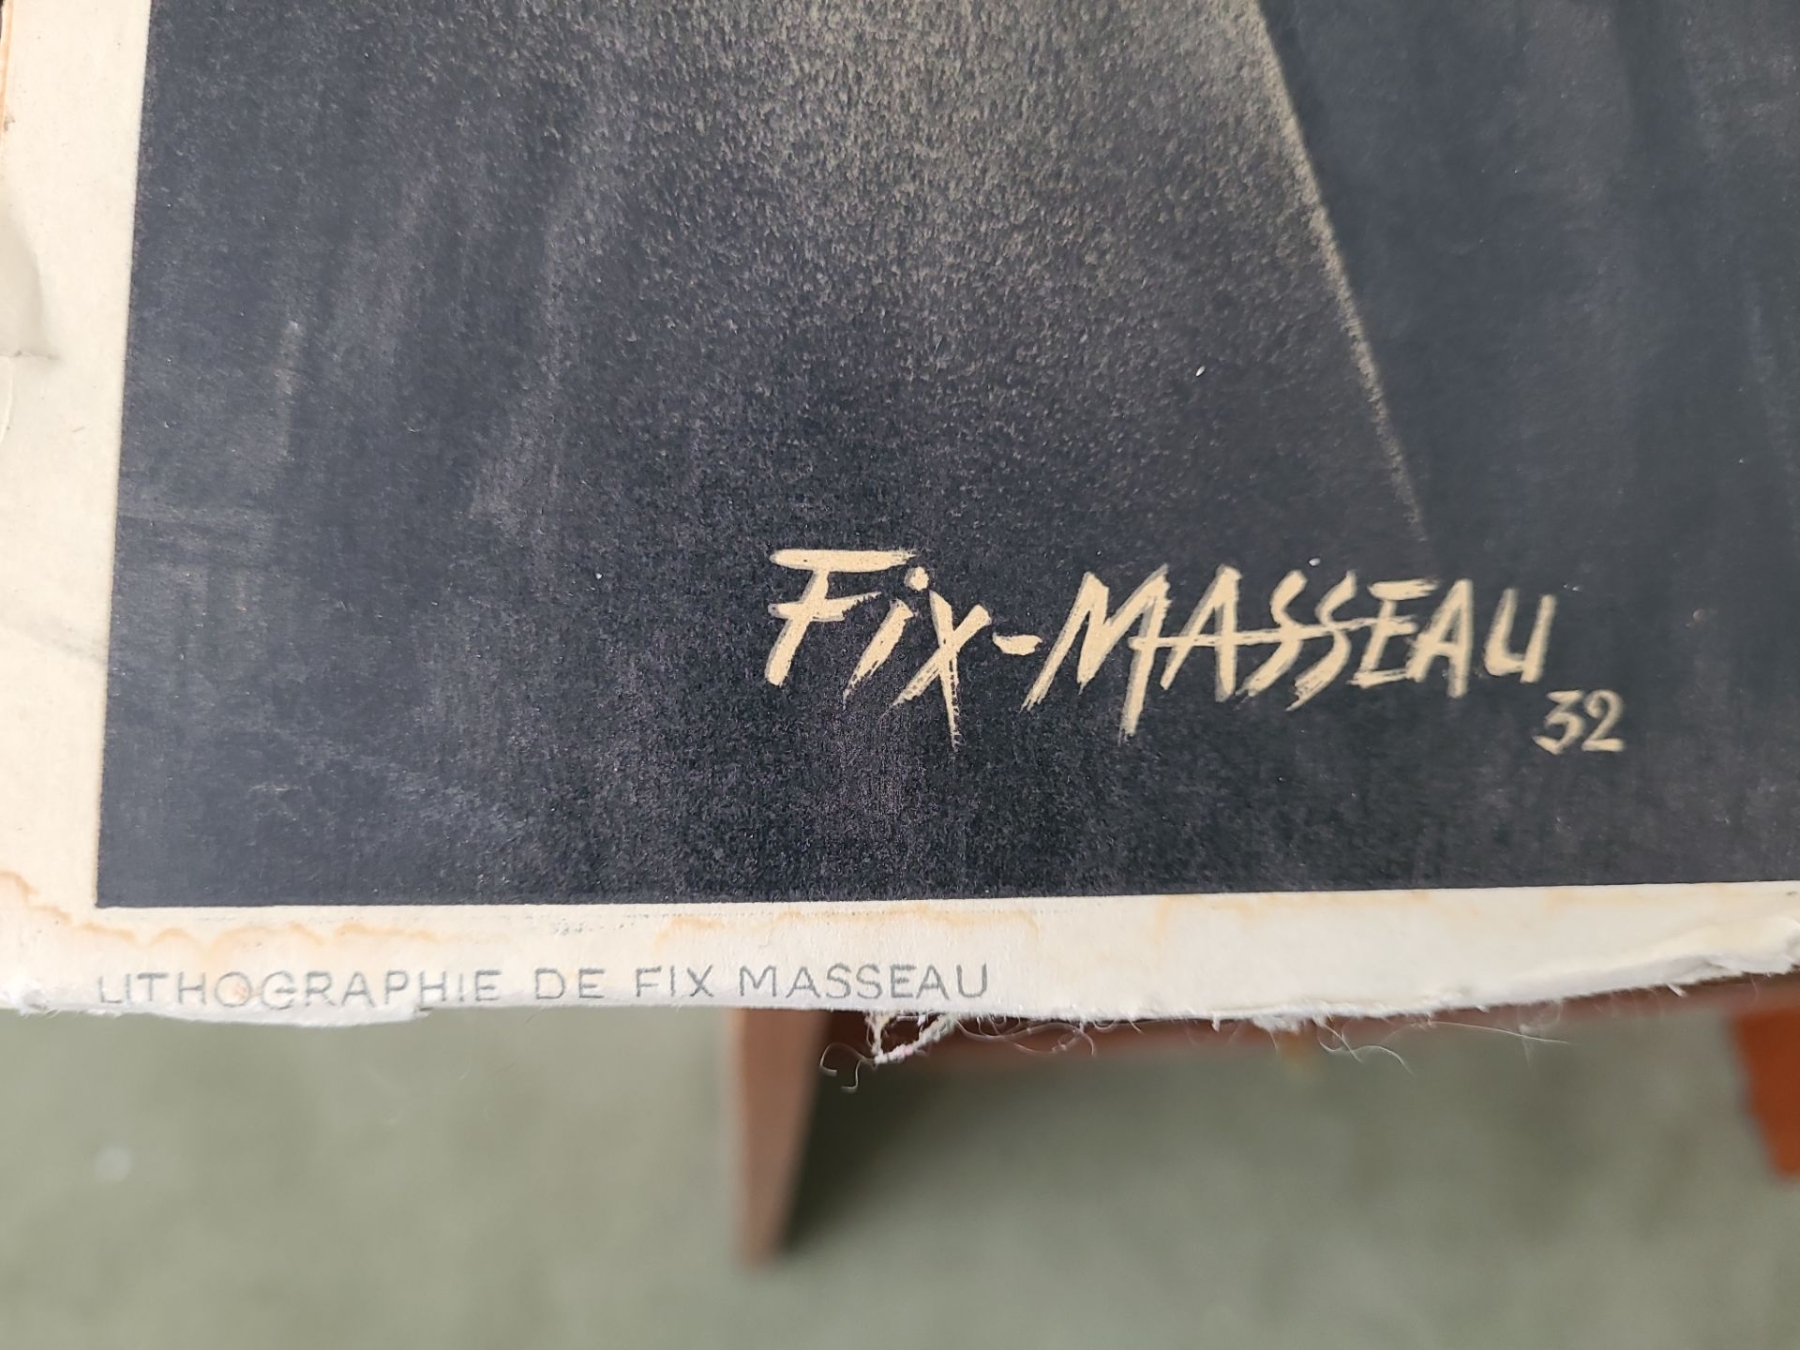 Fix-MASSEAU
32
LITHOGRAPHIE DE FIX MASSEAU